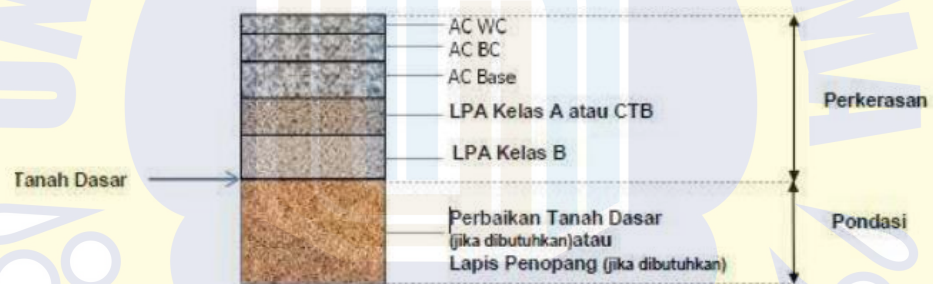 AC WC
AC BC
AC Base
LPA Kelas A atau CTB
LPA Kelas B
Perkerasan
Tanah Dasar
Perbaikan Tanah Dasar
(jika dibutuhkan)atau
Lapis Penopang (jika dibutuhkan)
Pondasi